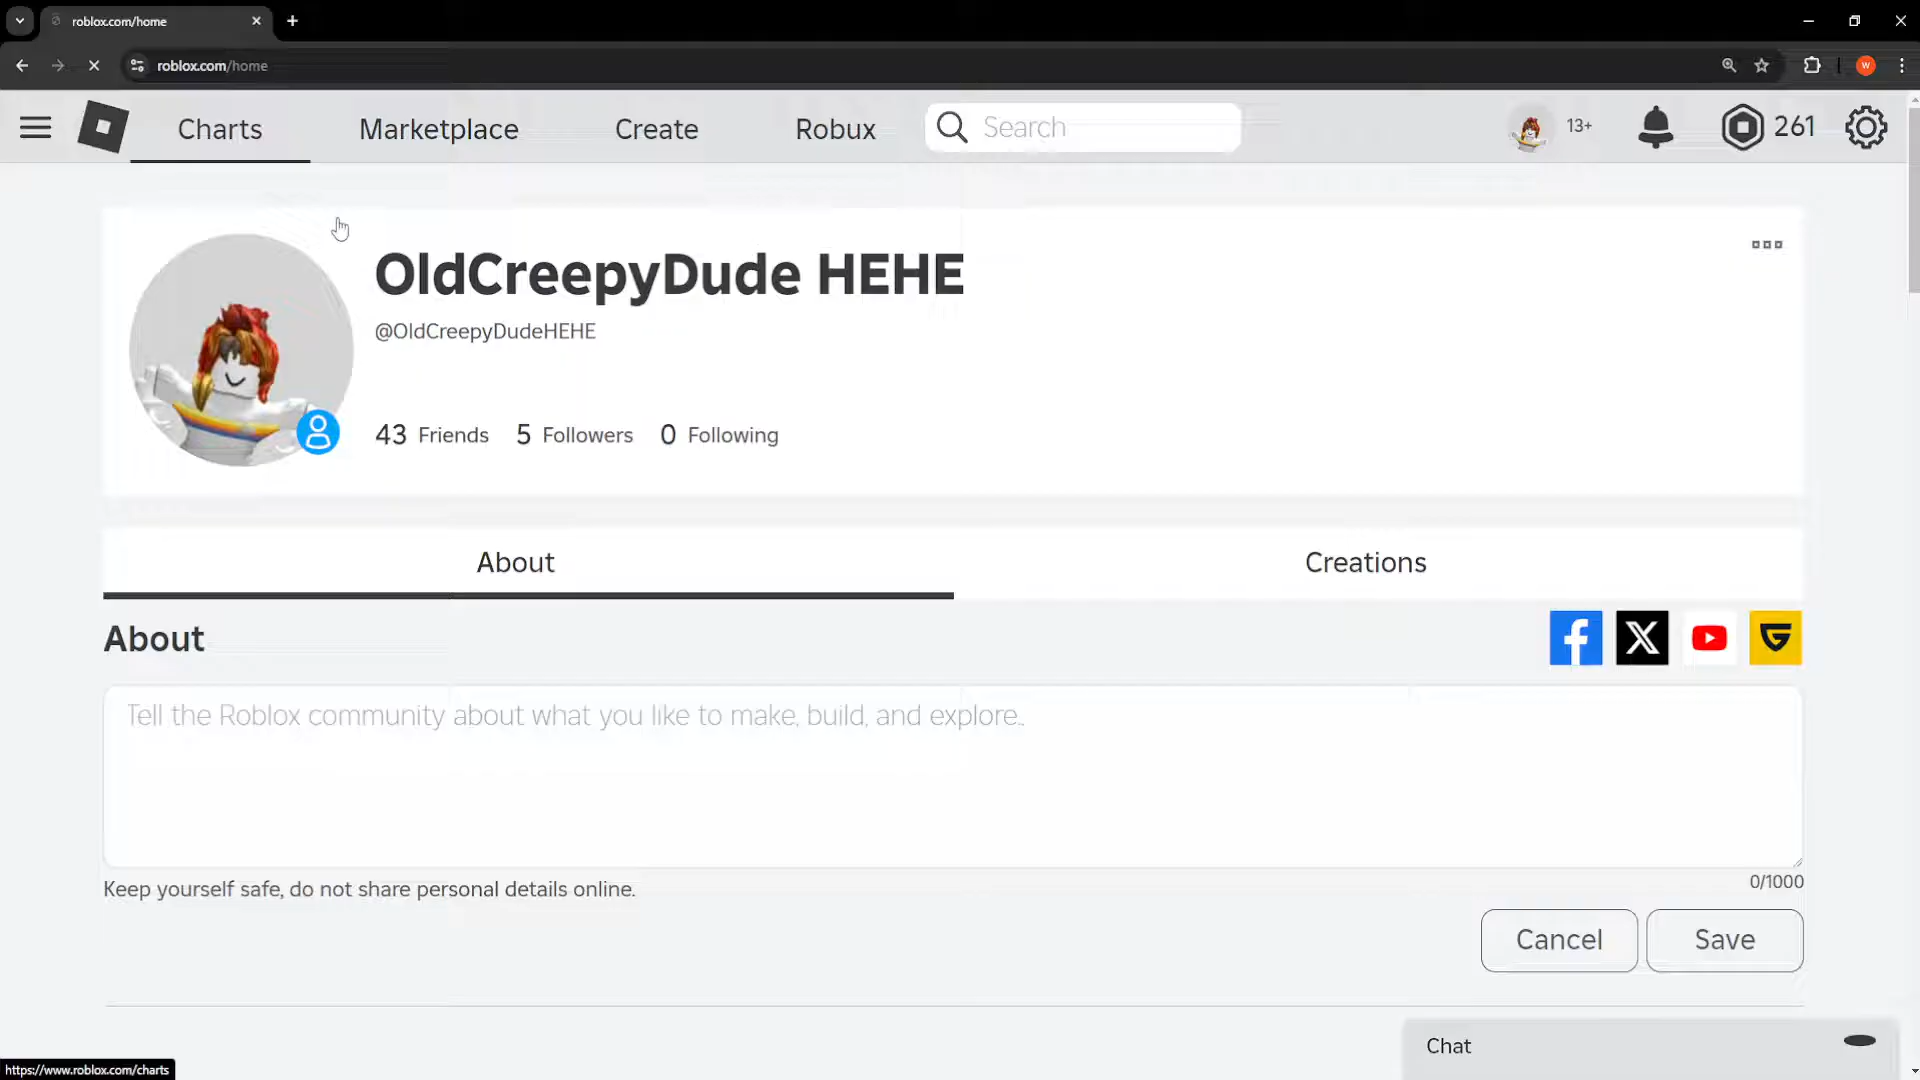 roblox.com/home
roblox.com/home
W
Charts
Marketplace
Create
Robux
Search
13+
261
OldCreepyDude HEHE
@OldCreepyDudeHEHE
43 Friends
5 Followers
0 Following
About
Creations
About
Tell the Roblox community about what you like to make, build, and explore..
Keep yourself safe, do not share personal details online.
0/1000
Cancel
Save
Chat
https://www.roblox.com/charts